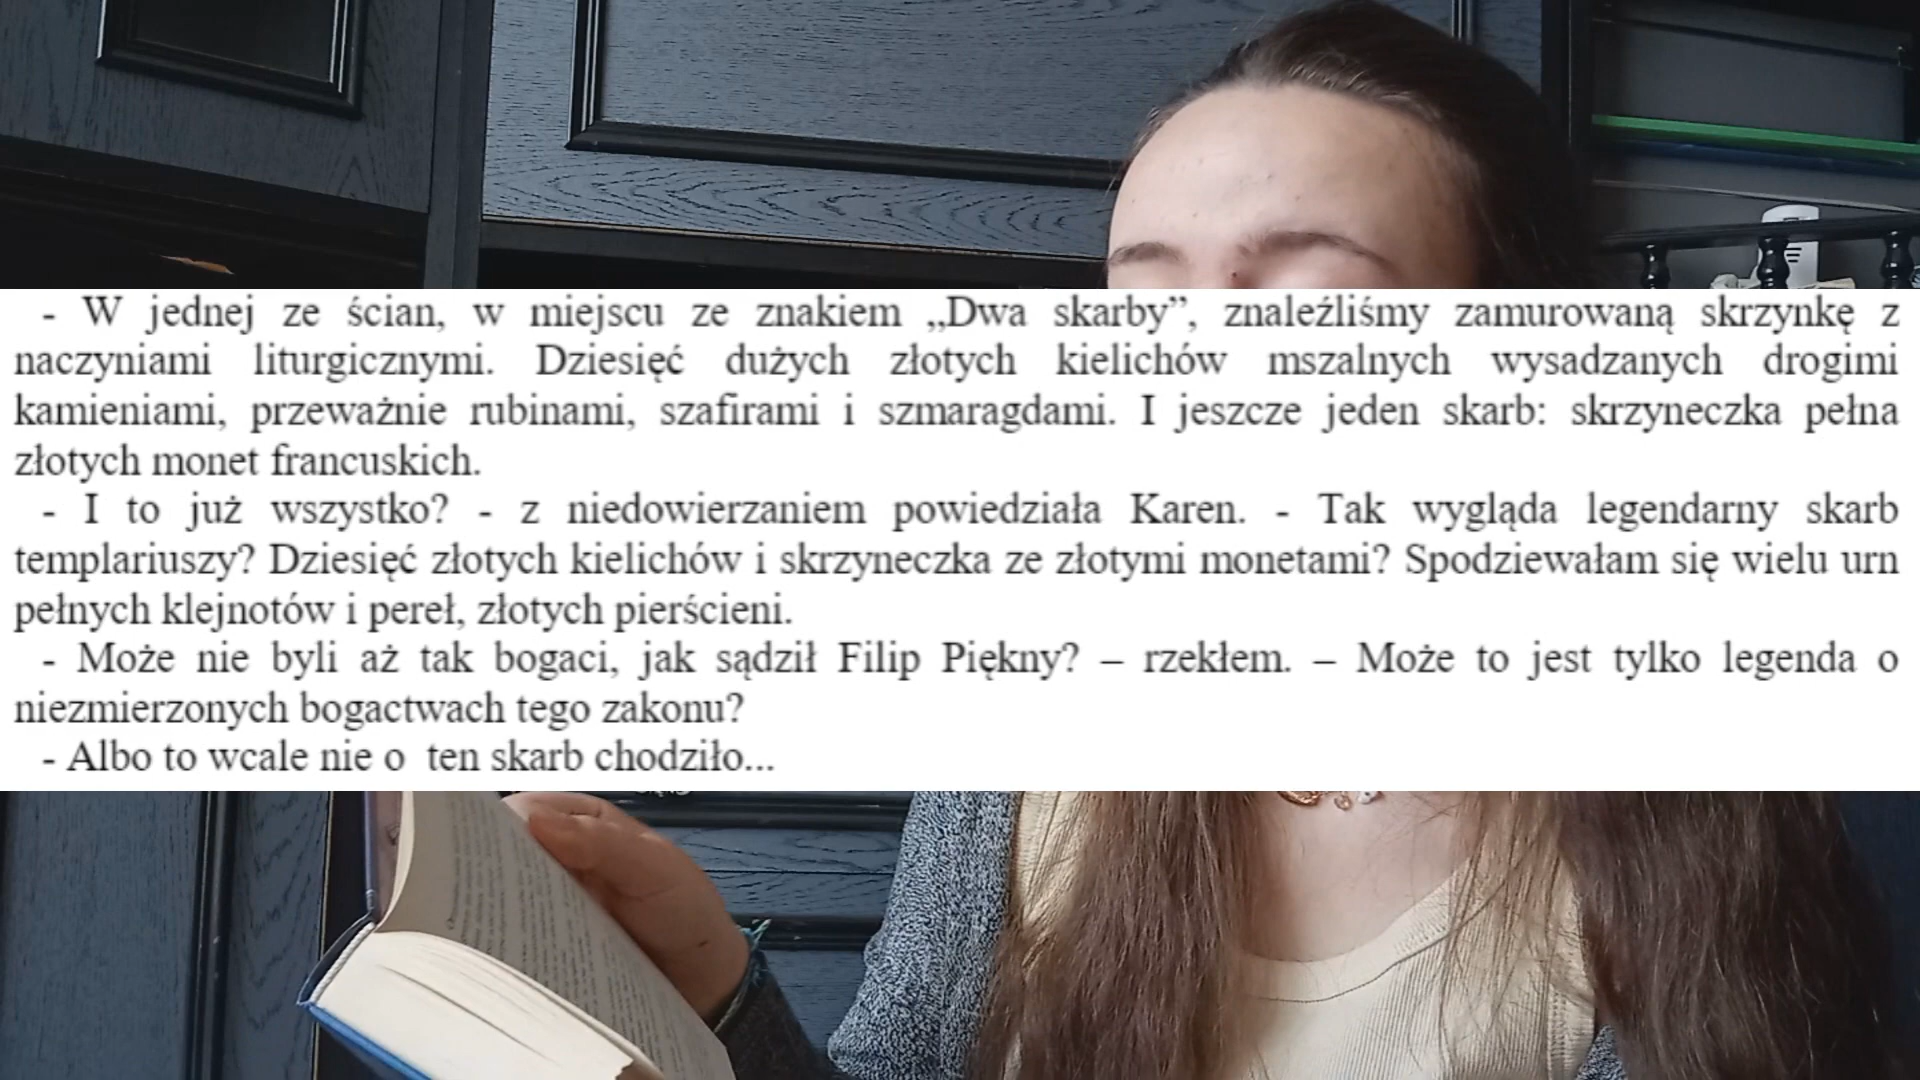 - W jednej ze ścian, w miejscu ze znakiem „Dwa skarby”, znaleźliśmy zamurowaną skrzynkę z
naczyniami liturgicznymi. Dziesięć dużych złotych kielichów mszalnych wysadzanych drogimi
kamieniami, przeważnie rubinami, szafirami i szmaragdami. I jeszcze jeden skarb: skrzyneczka pełna
złotych monet francuskich.
- I to już wszystko? - z niedowierzaniem powiedziała Karen. - Tak wygląda legendarny skarb
templariuszy? Dziesięć złotych kielichów i skrzyneczka ze złotymi monetami? Spodziewałam się wielu urn
pełnych klejnotów i pereł, złotych pierścieni.
- Może nie byli aż tak bogaci, jak sądził Filip Piękny? – rzekłem. – Może to jest tylko legenda o
niezmierzonych bogactwach tego zakonu?
- Albo to wcale nie o  ten skarb chodziło...